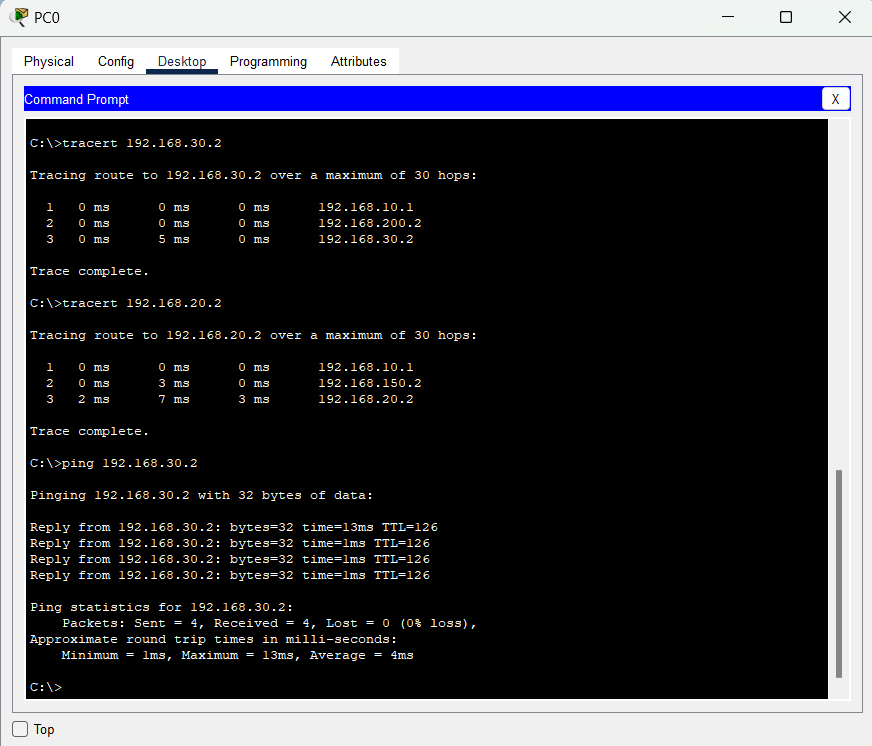 PC0
Physical Config Desktop Programming Attributes
Command Prompt X
C:\>tracert 192.168.30.2
Tracing route to 192.168.30.2 over a maximum of 30 hops:
1 0 ms 0 ms 0 ms 192.168.10.1
2 0 ms 0 ms 0 ms 192.168.200.2
3 0 ms 5 ms 0 ms 192.168.30.2
Trace complete.
C:\>tracert 192.168.20.2
Tracing route to 192.168.20.2 over a maximum of 30 hops:
1 0 ms 0 ms 0 ms 192.168.10.1
2 0 ms 3 ms 0 ms 192.168.150.2
3 2 ms 7 ms 3 ms 192.168.20.2
Trace complete.
C:\>ping 192.168.30.2
Pinging 192.168.30.2 with 32 bytes of data:
Reply from 192.168.30.2: bytes=32 time=13ms TTL=126
Reply from 192.168.30.2: bytes=32 time=1ms TTL=126
Reply from 192.168.30.2: bytes=32 time=1ms TTL=126
Reply from 192.168.30.2: bytes=32 time=1ms TTL=126
Ping statistics for 192.168.30.2:
Packets: Sent = 4, Received = 4, Lost = 0 (0% loss),
Approximate round trip times in milli-seconds:
Minimum = 1ms, Maximum = 13ms, Average = 4ms
C:\>
Top